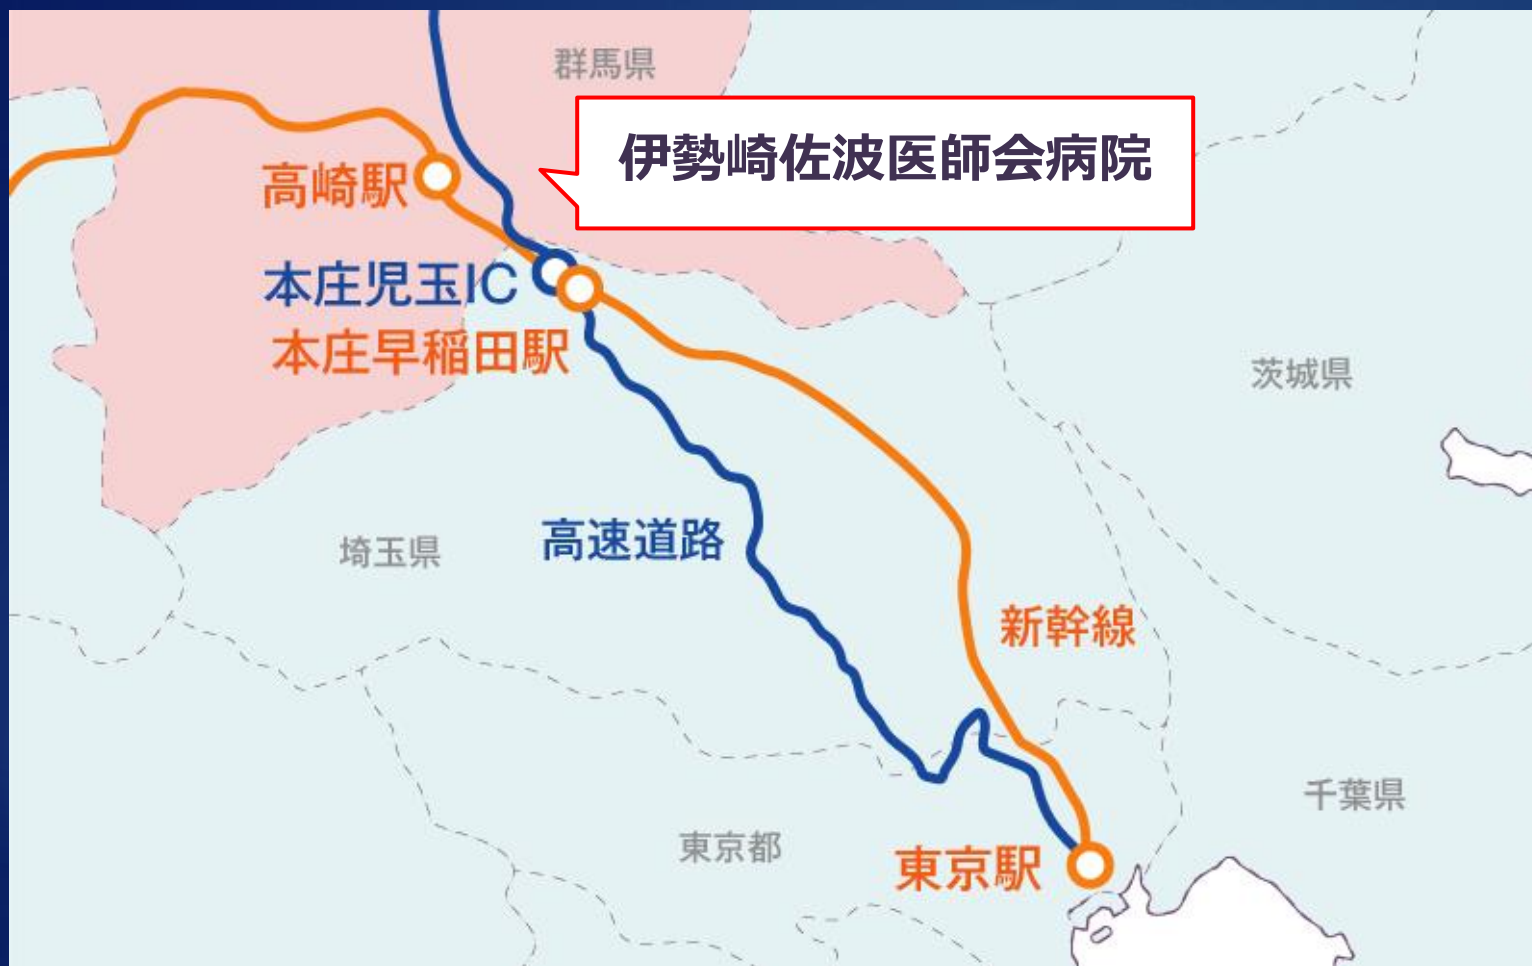 群馬県
伊勢崎佐波医師会病院
高崎駅
本庄児玉IC
本庄早稲田駅
茨城県
高速道路
埼玉県
新幹線
千葉県
東京都
東京駅